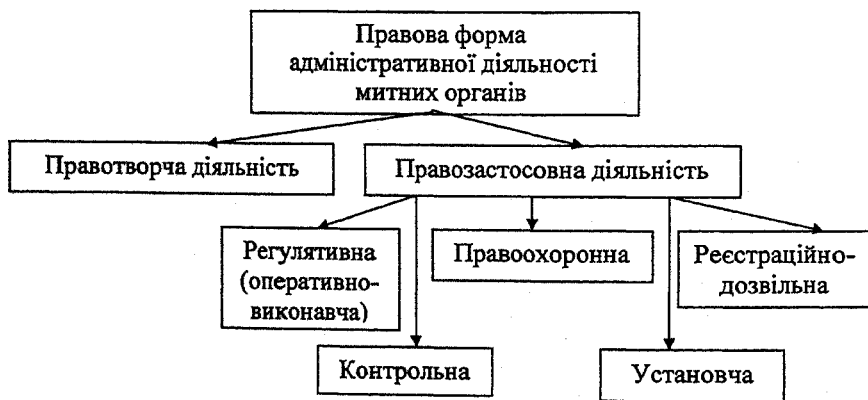 Правова форма
адміністративної діяльності
митних органів
Правотворча діяльність
Правозастосовна діяльність
Регулятивна
(оперативно-
виконавча)
Правоохоронна
Реєстраційно-
дозвільна
Контрольна
Установча